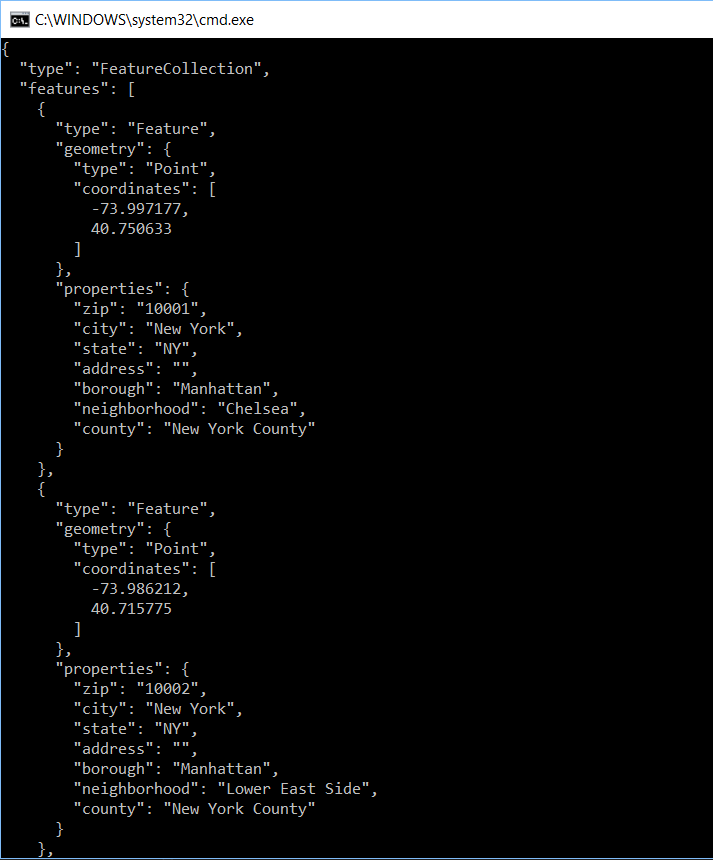 C:\WINDOWS\system32\cmd.exe
{
  "type": "FeatureCollection",
  "features": [
    {
      "type": "Feature",
      "geometry": {
        "type": "Point",
        "coordinates": [
          -73.997177,
          40.750633
        ]
      },
      "properties": {
        "zip": "10001",
        "city": "New York",
        "state": "NY",
        "address": "",
        "borough": "Manhattan",
        "neighborhood": "Chelsea",
        "county": "New York County"
      }
    },
    {
      "type": "Feature",
      "geometry": {
        "type": "Point",
        "coordinates": [
          -73.986212,
          40.715775
        ]
      },
      "properties": {
        "zip": "10002",
        "city": "New York",
        "state": "NY",
        "address": "",
        "borough": "Manhattan",
        "neighborhood": "Lower East Side",
        "county": "New York County"
      }
    },